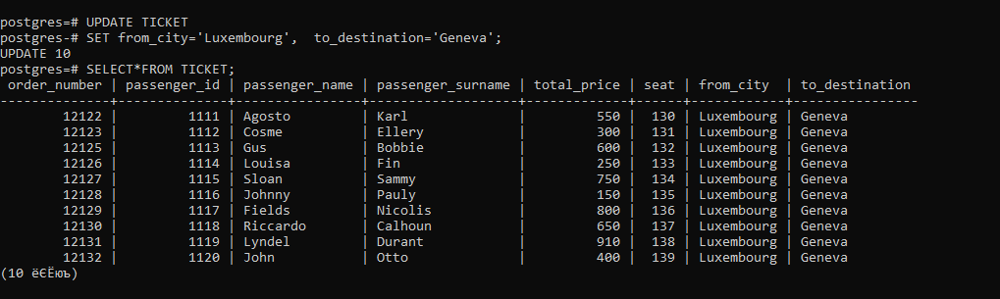 postgres=# UPDATE TICKET
postgres-# SET from_city='Luxembourg',  to_destination='Geneva';
UPDATE 10
postgres=# SELECT*FROM TICKET;
 order_number | passenger_id | passenger_name | passenger_surname | total_price | seat | from_city  | to_destination
--------------+--------------+----------------+-------------------+-------------+------+------------+----------------
        12122 |         1111 | Agosto         | Karl              |         550 |  130 | Luxembourg | Geneva
        12123 |         1112 | Cosme          | Ellery            |         300 |  131 | Luxembourg | Geneva
        12125 |         1113 | Gus            | Bobbie            |         600 |  132 | Luxembourg | Geneva
        12126 |         1114 | Louisa         | Fin               |         250 |  133 | Luxembourg | Geneva
        12127 |         1115 | Sloan          | Sammy             |         750 |  134 | Luxembourg | Geneva
        12128 |         1116 | Johnny         | Pauly             |         150 |  135 | Luxembourg | Geneva
        12129 |         1117 | Fields         | Nicolis           |         800 |  136 | Luxembourg | Geneva
        12130 |         1118 | Riccardo       | Calhoun           |         650 |  137 | Luxembourg | Geneva
        12131 |         1119 | Lyndel         | Durant            |         910 |  138 | Luxembourg | Geneva
        12132 |         1120 | John           | Otto              |         400 |  139 | Luxembourg | Geneva
(10 ёЄЁюъ)